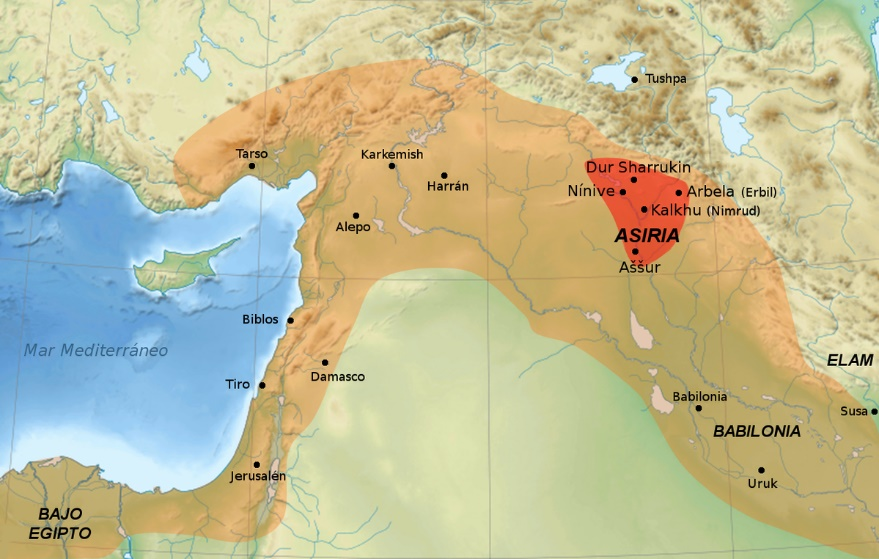 Tushpa
Tarso
Karkemish
Harrán
Dur Sharrukin
Nínive
Arbela (Erbil)
Kalkhu (Nimrud)
Alepo
ASIRIA
Aššur
Biblos
Mar Mediterráneo
ELAM
Damasco
Tiro
Babilonia
Susa
BABILONIA
Jerusalén
Uruk
BAJO
EGIPTO